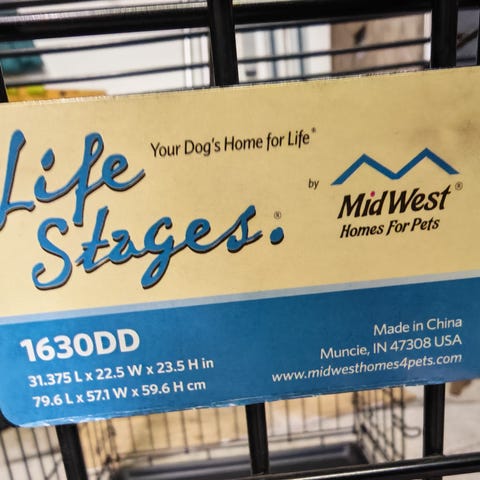 Life
Stages®
Your Dog's Home for Life®
by
MidWest®
Homes For Pets
1630DD
31.375 L x 22.5 W x 23.5 H in
79.6 L x 57.1 W x 59.6 H cm
Made in China
Muncie, IN 47308 USA
www.midwesthomes4pets.com